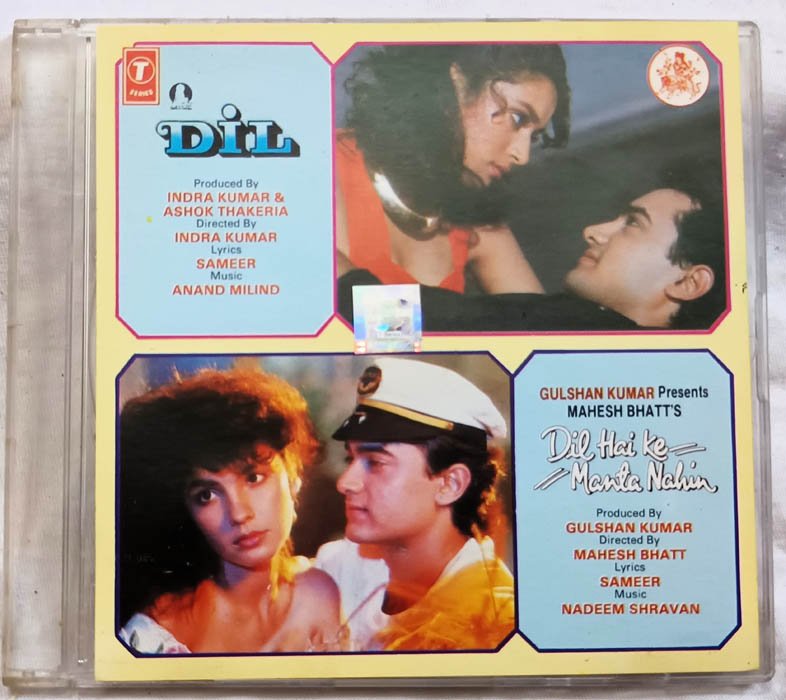 T
SERIES
DiL
Produced By
INDRA KUMAR &
ASHOK THAKERIA
Directed By
INDRA KUMAR
Lyrics
SAMEER
Music
ANAND MILIND
GULSHAN KUMAR Presents
MAHESH BHATT'S
Dil Hai Ke
Manta Nahin
Produced By
GULSHAN KUMAR
Directed By
MAHESH BHATT
Lyrics
SAMEER
Music
NADEEM SHRAVAN